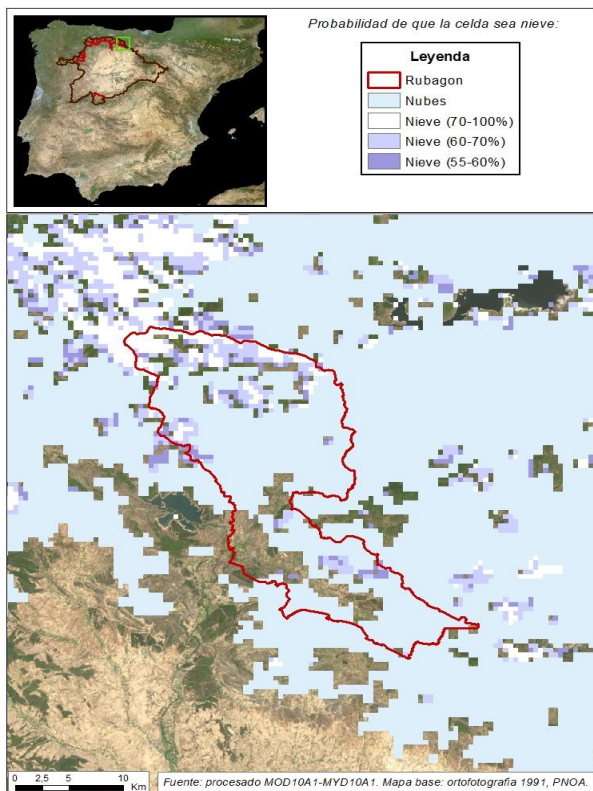 Probabilidad de que la celda sea nieve:
Leyenda
Rubagon
Nubes
Nieve (70-100%)
Nieve (60-70%)
Nieve (55-60%)
0 2,5 5 10
Km
Fuente: procesado MOD10A1-MYD10A1. Mapa base: ortofotografia 1991, PNOA.